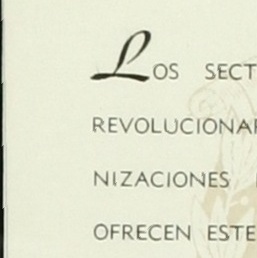 LOS SECT
REVOLUCIONAR
NIZACIONES
OFRECEN ESTE